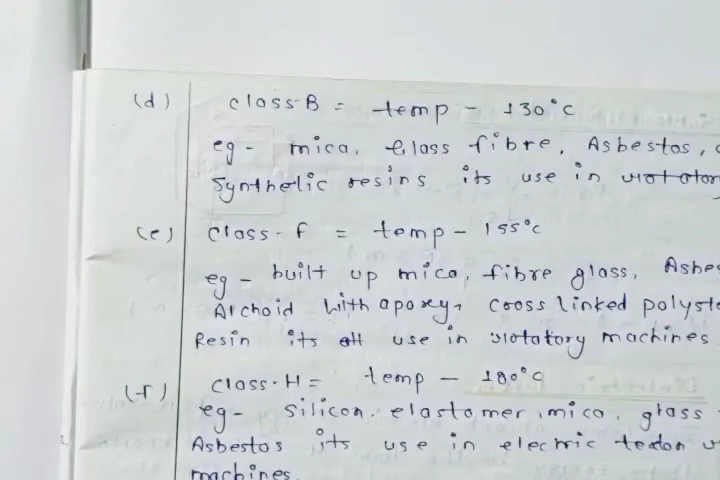 (d) class-B = temp - 130°C
eg - mica, Glass fibre, Asbestos,
Synthetic resins its use in
(e) class-f = temp - 155°C
eg - built up mica, fibre glass,
Archoid with apoxey, cooss linked
Resin its use in rotatory machines
(f) class-H = temp - 180°C
eg - silicon, elastomer, mica, glass
Asbestos its use in electric
machines.